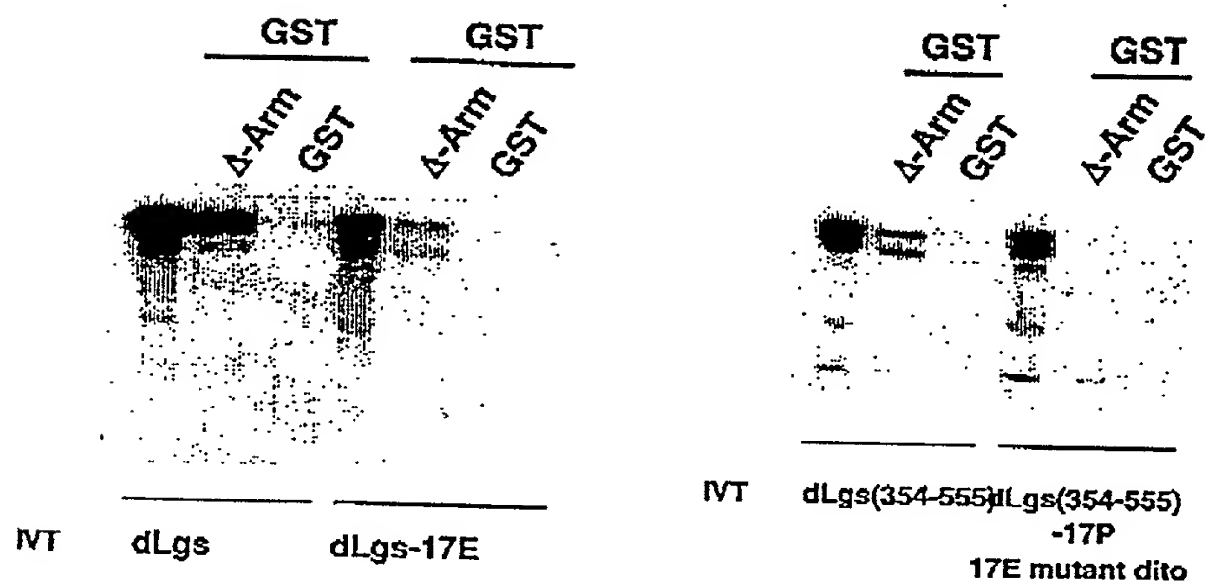 GST GST
Δ-Arm GST Δ-Arm GST
IVT dLgs dLgs-17E
GST GST
Δ-Arm GST Δ-Arm GST
IVT dLgs(354-555) dLgs(354-555)
-17P
17E mutant dito